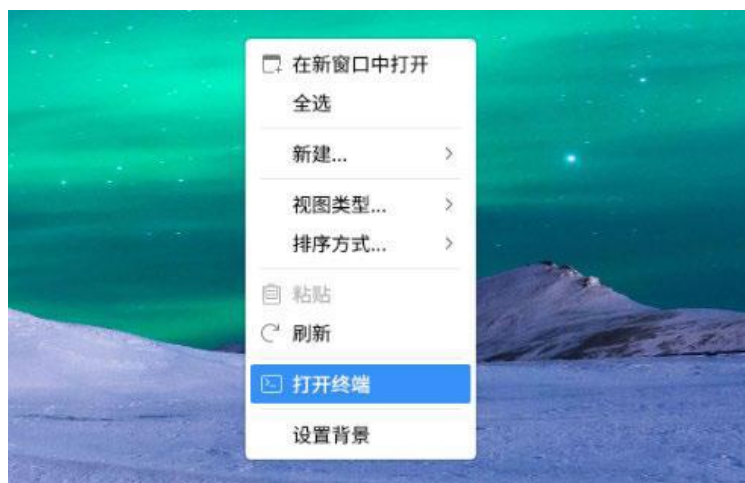 在新窗口中打开
全选
新建...
视图类型...
排序方式...
粘贴
刷新
打开终端
设置背景